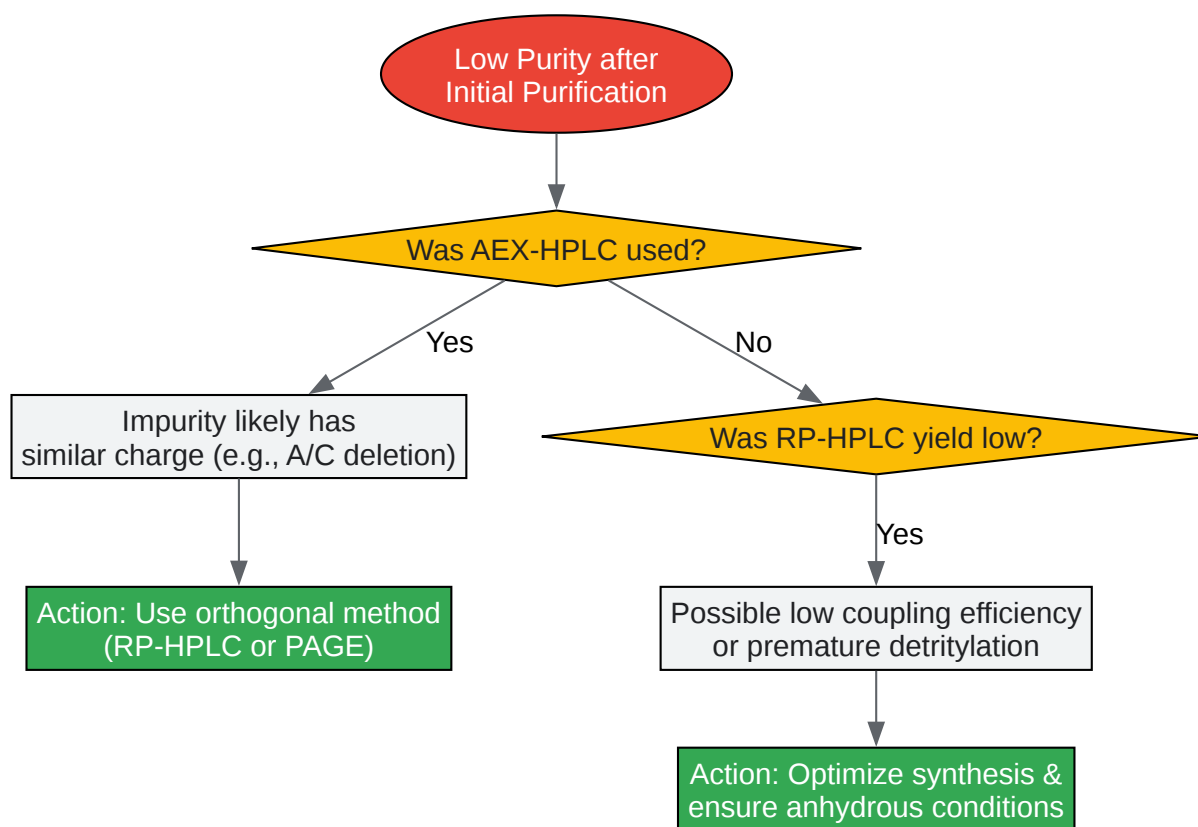 Low Purity after
Initial Purification
Was AEX-HPLC used?
Yes
No
Impurity likely has
similar charge (e.g., A/C deletion)
Was RP-HPLC yield low?
Yes
Action: Use orthogonal method
(RP-HPLC or PAGE)
Possible low coupling efficiency
or premature detritylation
Action: Optimize synthesis &
ensure anhydrous conditions